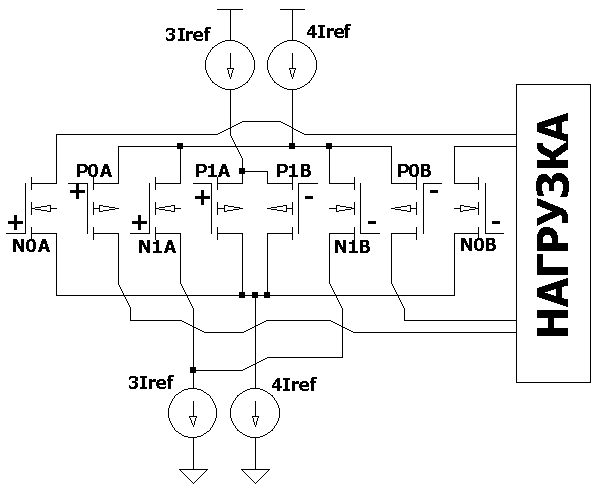 3Iref 4Iref
P0A P1A P1B P0B
+ + + + - - - -
N0A N1A N1B N0B
3Iref 4Iref
НАГРУЗКА